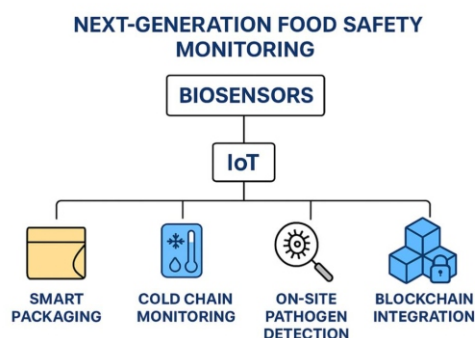 NEXT-GENERATION FOOD SAFETY
MONITORING
BIOSENSORS
IoT
SMART
PACKAGING
COLD CHAIN
MONITORING
ON-SITE
PATHOGEN
DETECTION
BLOCKCHAIN
INTEGRATION